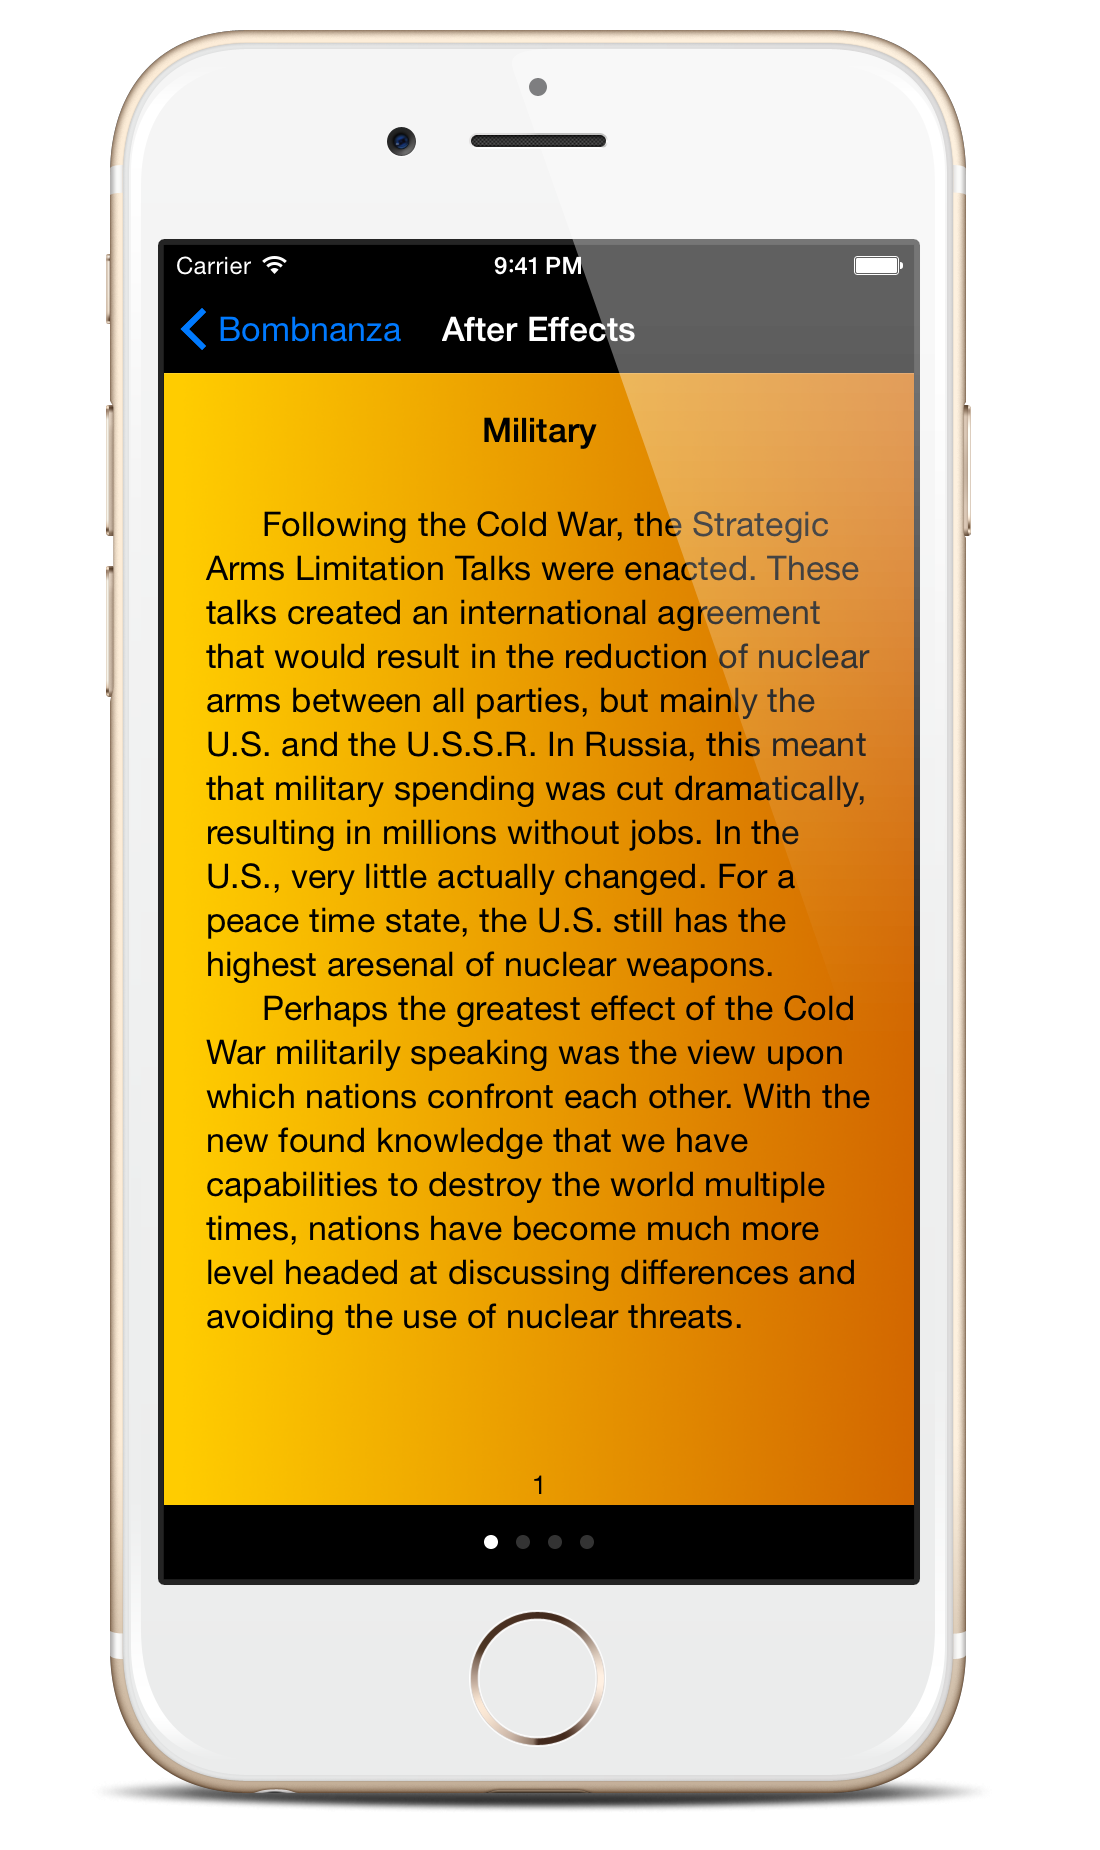 Carrier 9:41 PM
Bombnanza After Effects
Military
Following the Cold War, the Strategic
Arms Limitation Talks were enacted. These
talks created an international agreement
that would result in the reduction of nuclear
arms between all parties, but mainly the
U.S. and the U.S.S.R. In Russia, this meant
that military spending was cut dramatically,
resulting in millions without jobs. In the
U.S., very little actually changed. For a
peace time state, the U.S. still has the
highest aresenal of nuclear weapons.
Perhaps the greatest effect of the Cold
War militarily speaking was the view upon
which nations confront each other. With the
new found knowledge that we have
capabilities to destroy the world multiple
times, nations have become much more
level headed at discussing differences and
avoiding the use of nuclear threats.
1